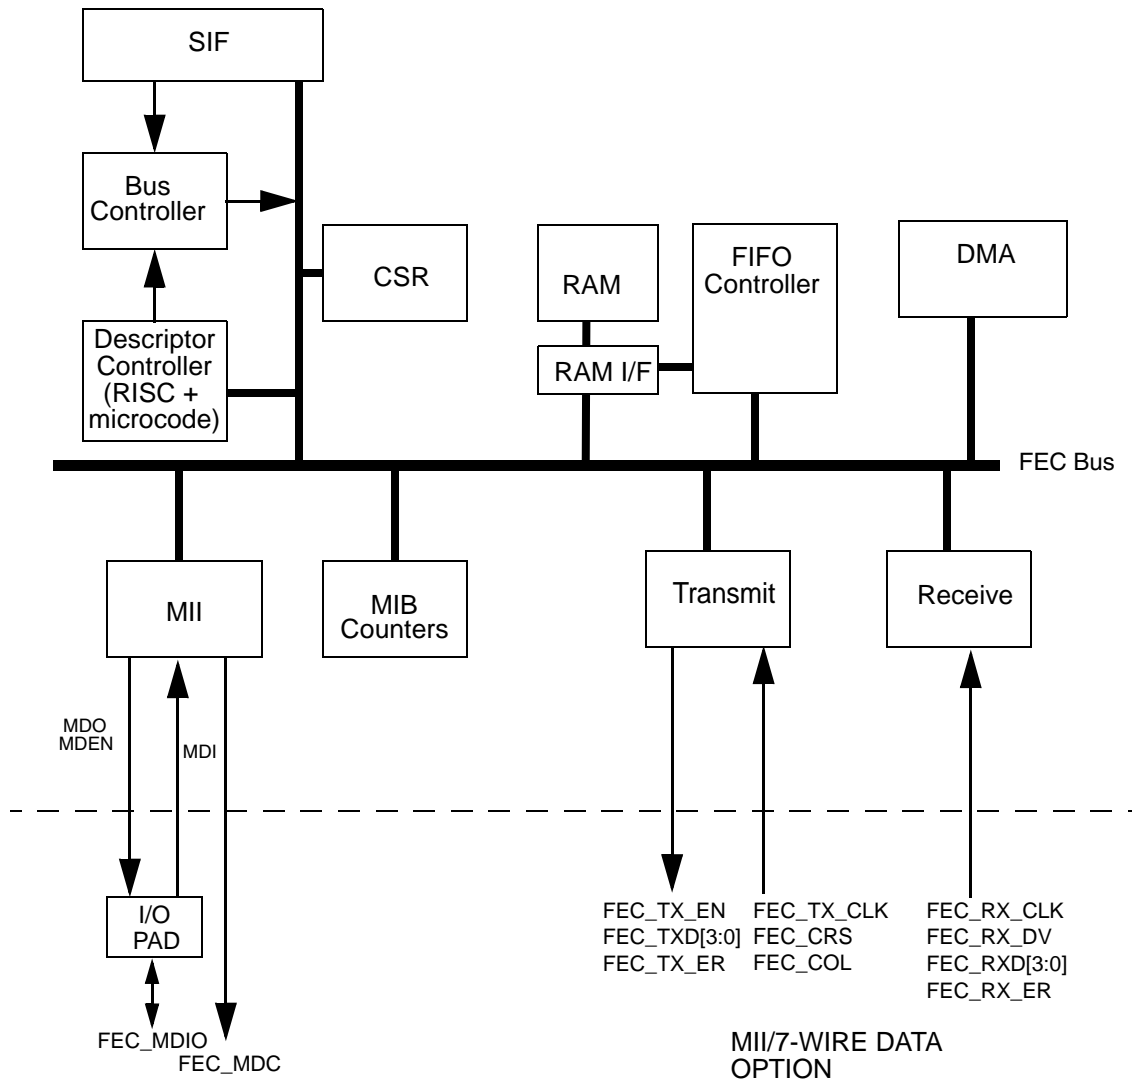 SIF
Bus
Controller
CSR
RAM
FIFO
Controller
DMA
Descriptor
Controller
(RISC +
microcode)
RAM I/F
FEC Bus
MII
MIB
Counters
Transmit
Receive
MDO
MDEN
MDI
I/O
PAD
FEC_MDIO
FEC_MDC
FEC_TX_EN
FEC_TXD[3:0]
FEC_TX_ER
FEC_TX_CLK
FEC_CRS
FEC_COL
FEC_RX_CLK
FEC_RX_DV
FEC_RXD[3:0]
FEC_RX_ER
MII/7-WIRE DATA
OPTION